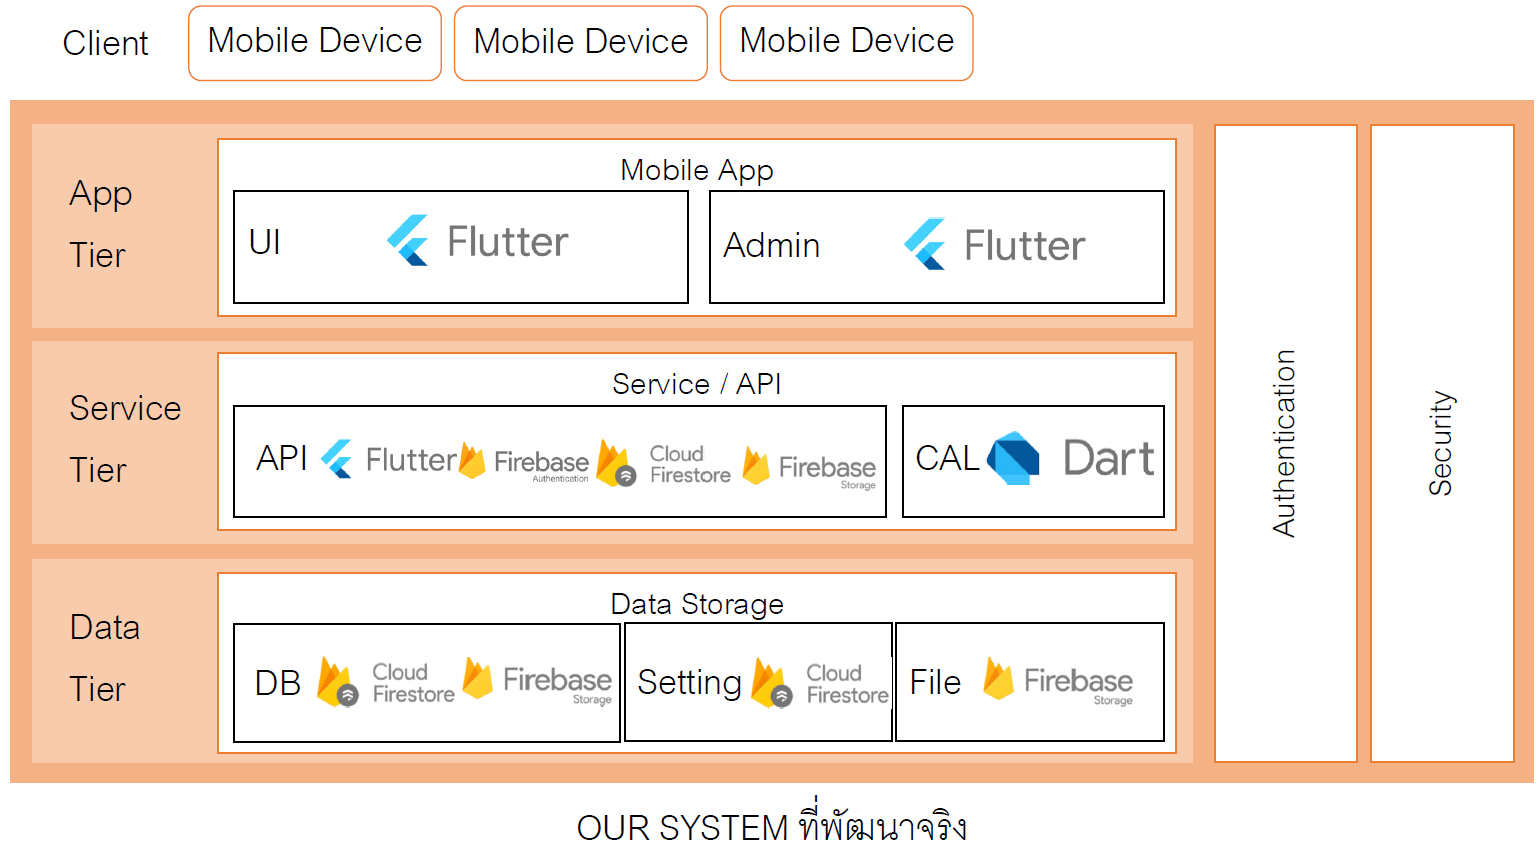 Client
Mobile Device
Mobile Device
Mobile Device
App
Tier
Mobile App
UI
Flutter
Admin
Flutter
Service
Tier
Service / API
API
Flutter
Firebase
Authentication
Cloud
Firestore
Firebase
Storage
CAL
Dart
Data
Tier
Data Storage
DB
Cloud
Firestore
Firebase
Storage
Setting
Cloud
Firestore
File
Firebase
Storage
Authentication
Security
OUR SYSTEM ที่พัฒนาจริง